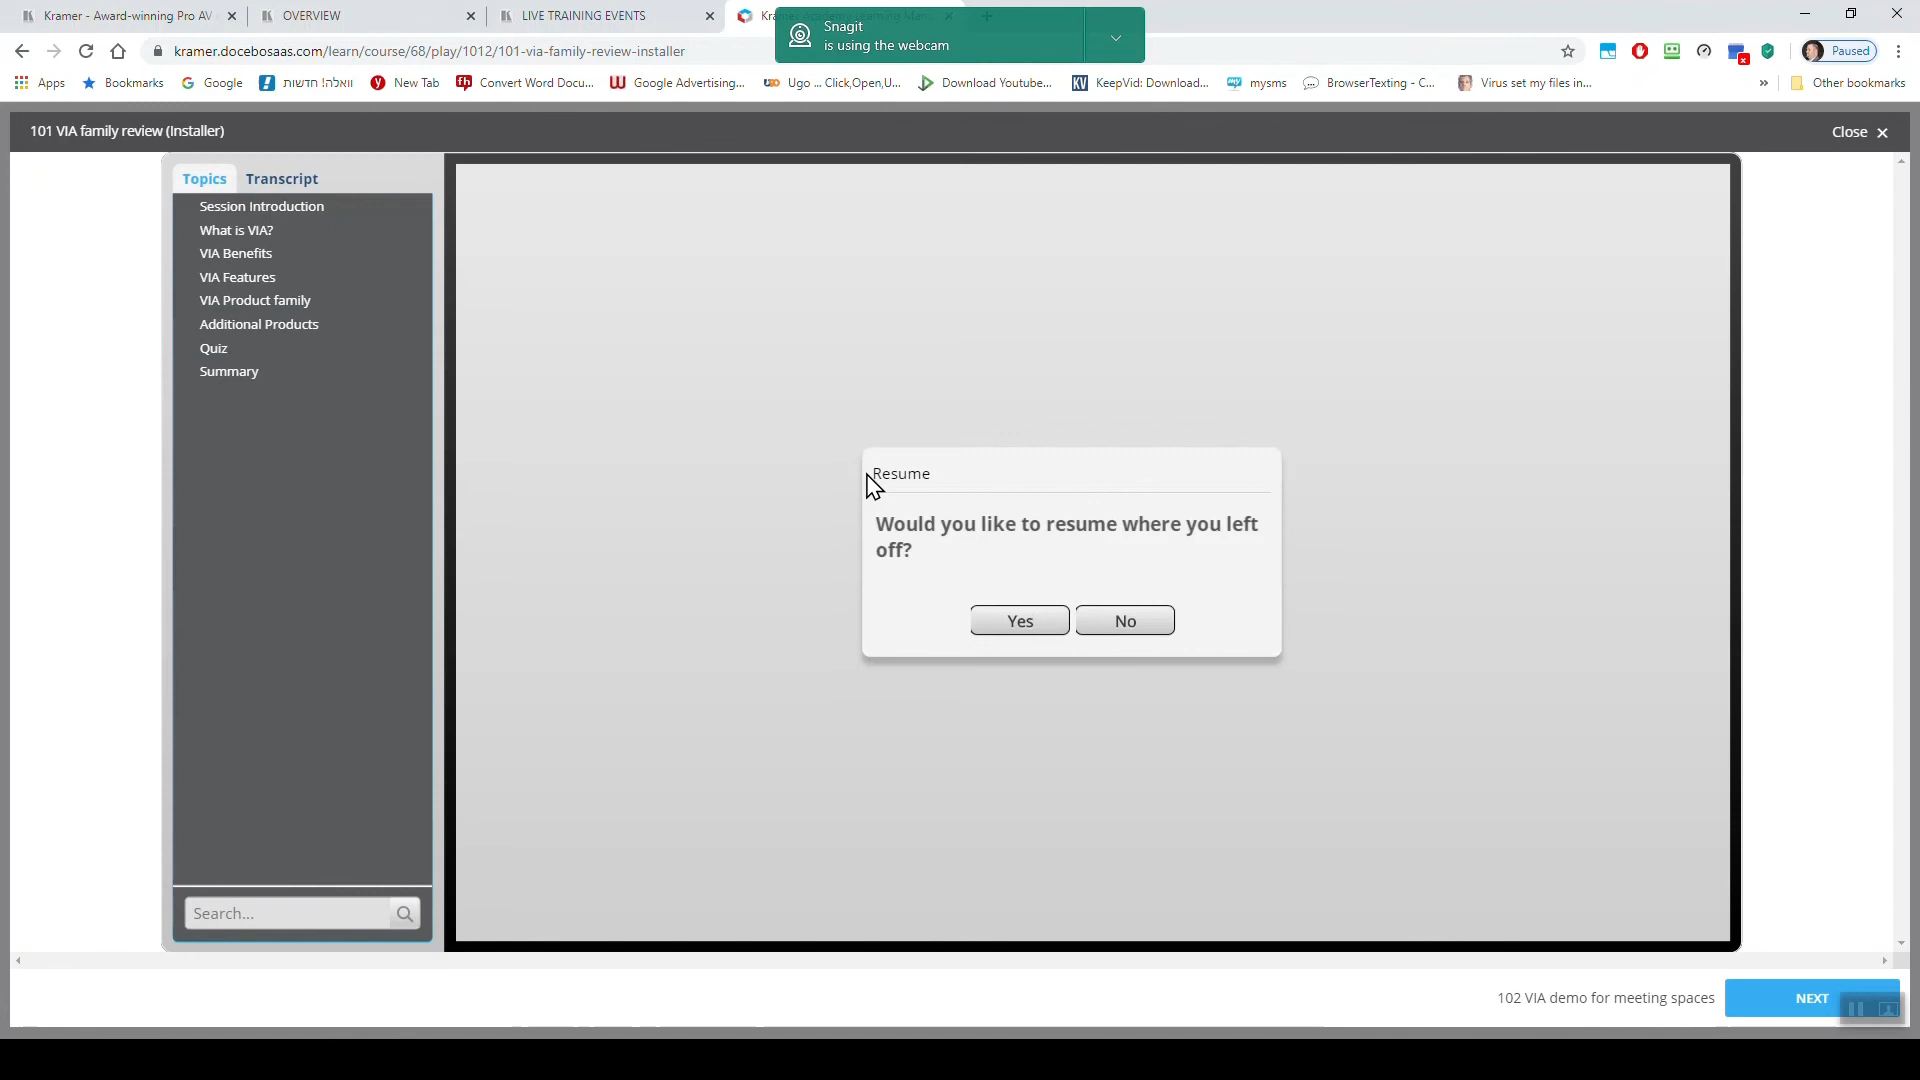 Kramer - Award-winning Pro AV
OVERVIEW
LIVE TRAINING EVENTS
Snagit
is using the webcam
kramer.docebosaas.com/learn/course/68/play/1012/101-via-family-review-installer
Paused
Apps
Bookmarks
Google
וואלה! חדשות
New Tab
Convert Word Docu...
Google Advertising...
Ugo ... Click,Open,U...
Download Youtube...
KeepVid: Download...
mysms
BrowserTexting - C...
Virus set my files in...
»
Other bookmarks
101 VIA family review (Installer)
Close
Topics
Transcript
Session Introduction
What is VIA?
VIA Benefits
VIA Features
VIA Product family
Additional Products
Quiz
Summary
Resume
Would you like to resume where you left
off?
Yes
No
Search...
102 VIA demo for meeting spaces
NEXT